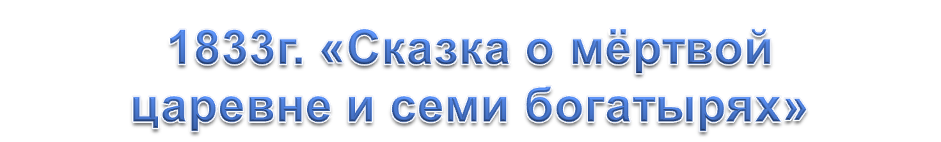 1833г. «Сказка о мёртвой
царевне и семи богатырях»